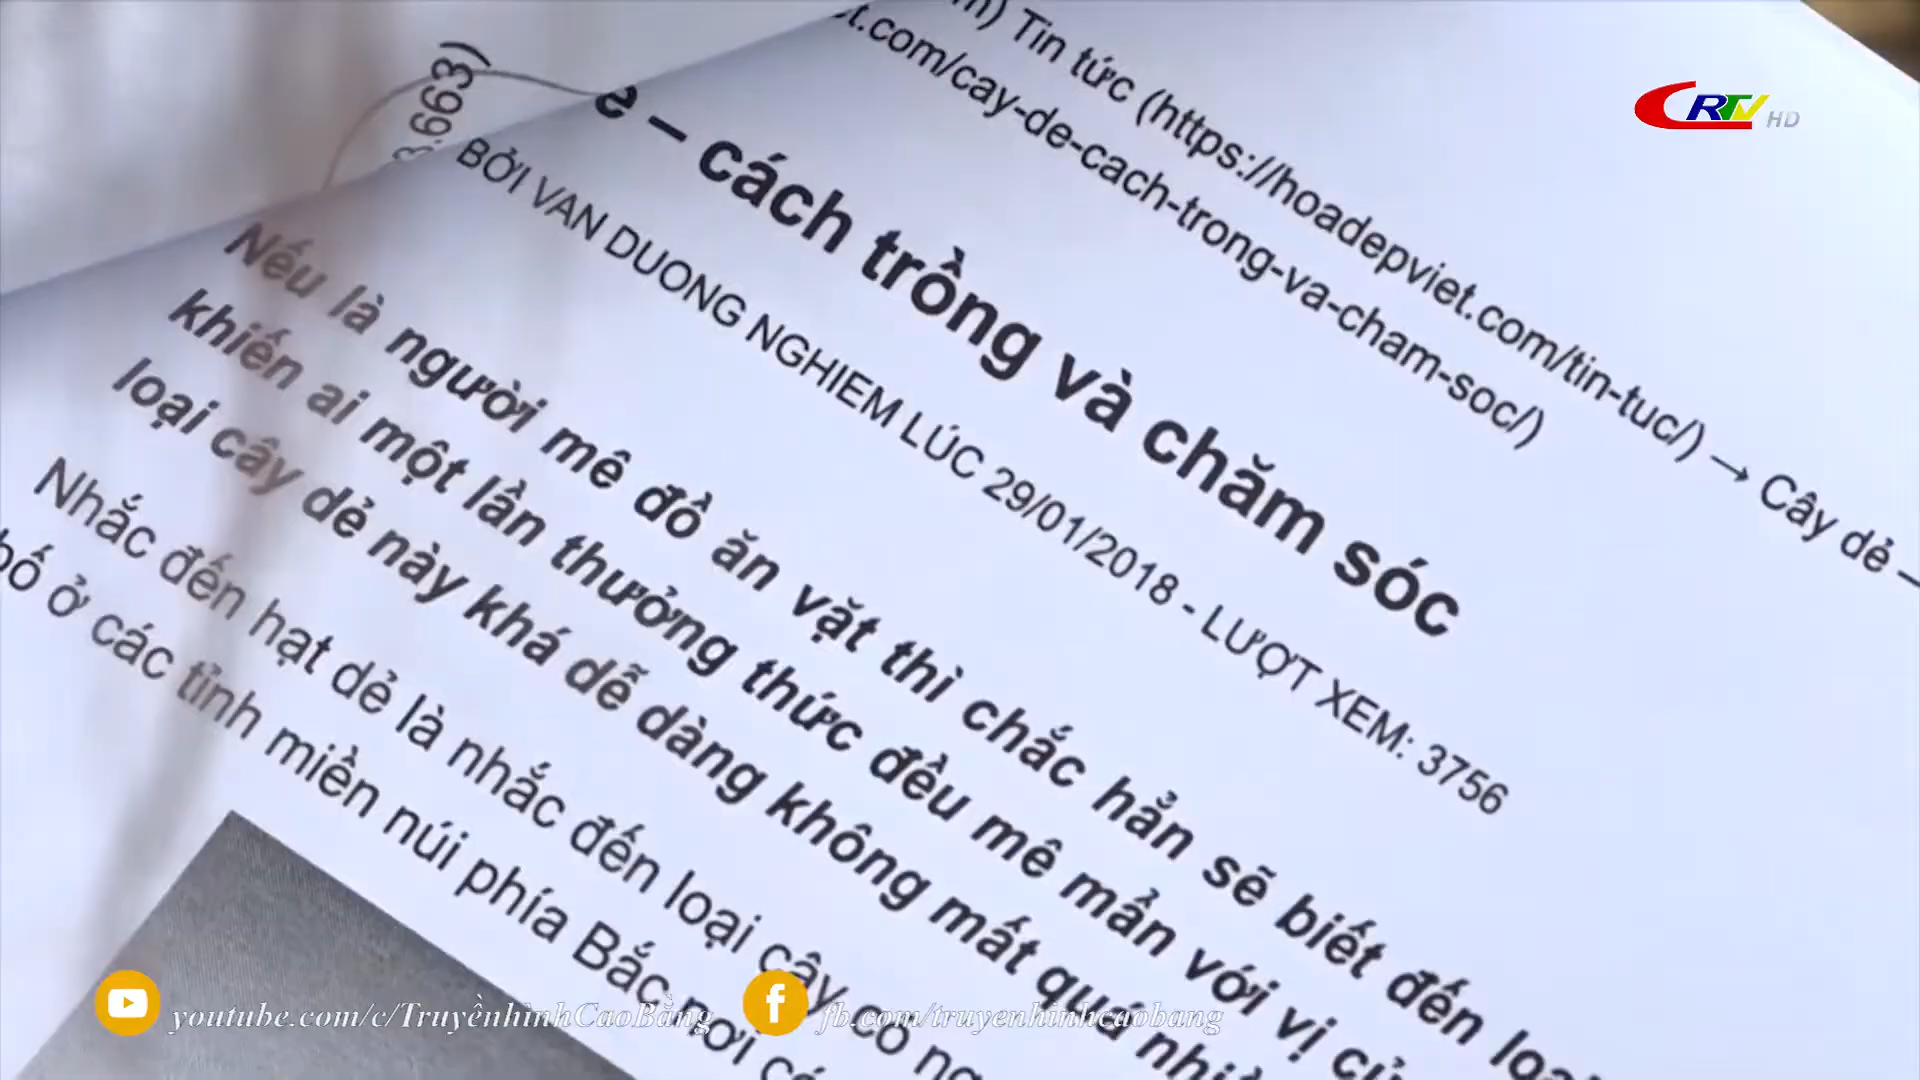 Tin tức (https://hoadepviet.com/tin-tuc/) → Cây dẻ –
t.com/cay-de-cach-trong-va-cham-soc/)
– cách trồng và chăm sóc
BỞI VAN DUONG NGHIEM LÚC 29/01/2018 - LƯỢT XEM: 3756
Nếu là người mê đồ ăn vặt thì chắc hẳn sẽ biết đến
khiến ai một lần thưởng thức đều mê mẩn với vị
loại cây dẻ này khá dễ dàng không mất quá
Nhắc đến hạt dẻ là nhắc đến loại cây có
bố ở các tỉnh miền núi phía Bắc nơi
663)
CRTV HD
youtube.com/c/TruyềnhìnhCaoBằng
fb.com/truyenhinhcaobang